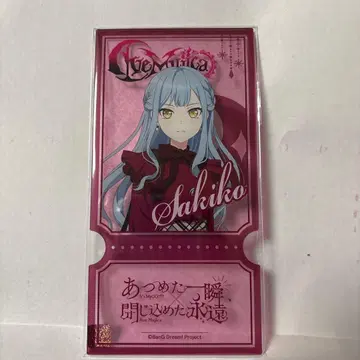 Ave Mujica
Sakiko
あつめた一瞬
×
閉じ込めた永遠
©BanG Dream! Project